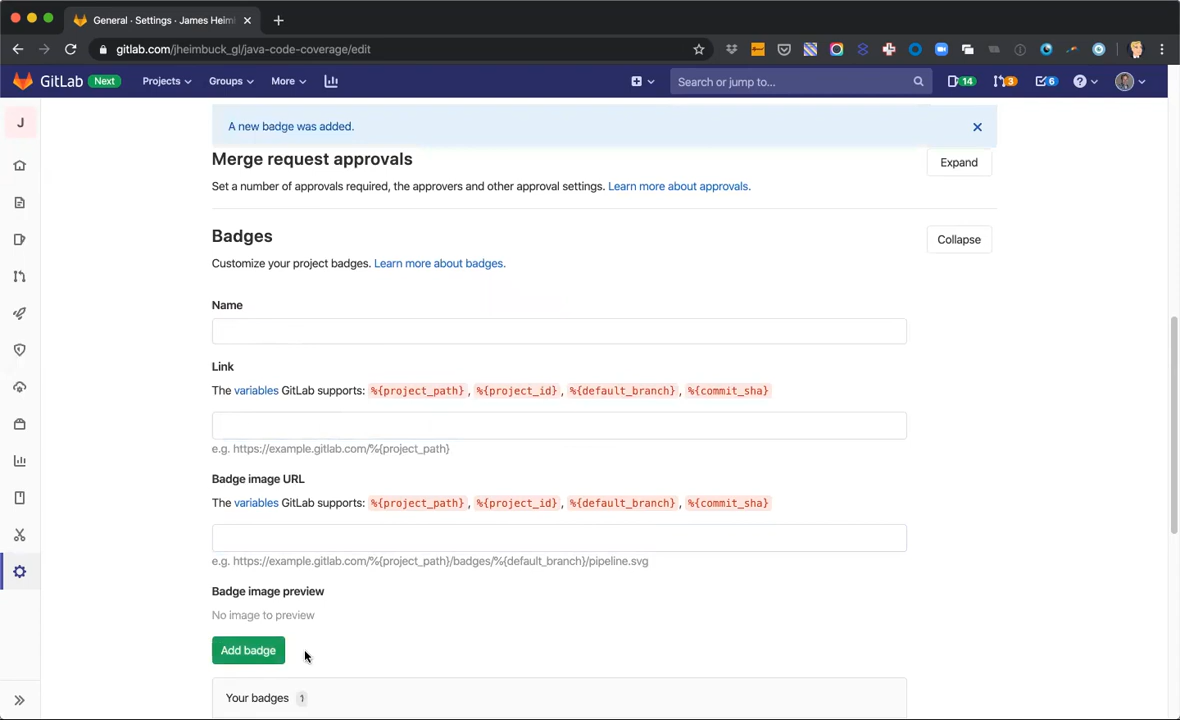 General · Settings · James Heim
gitlab.com/jheimbuck_gl/java-code-coverage/edit
GitLab Next Projects Groups More Search or jump to... 14 3 6
J
A new badge was added.
Merge request approvals
Expand
Set a number of approvals required, the approvers and other approval settings. Learn more about approvals.
Badges
Collapse
Customize your project badges. Learn more about badges.
Name
Link
The variables GitLab supports: %{project_path} , %{project_id} , %{default_branch} , %{commit_sha}
e.g. https://example.gitlab.com/%{project_path}
Badge image URL
The variables GitLab supports: %{project_path} , %{project_id} , %{default_branch} , %{commit_sha}
e.g. https://example.gitlab.com/%{project_path}/badges/%{default_branch}/pipeline.svg
Badge image preview
No image to preview
Add badge
Your badges 1